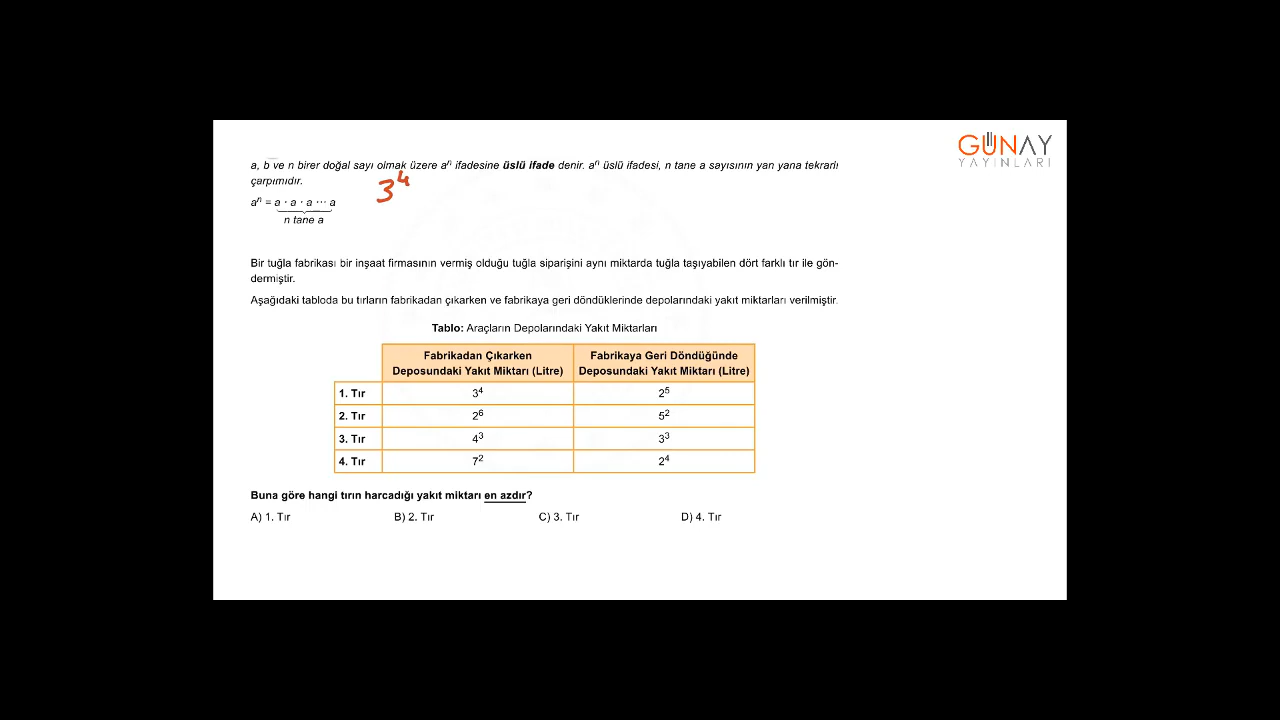 GÜNAY
YAYINLARI
a, b ve n birer doğal sayı olmak üzere aⁿ ifadesine üslü ifade denir. aⁿ üslü ifadesi, n tane a sayısının yan yana tekradı
çarpımıdır.
3⁴
aⁿ = a · a · a ··· a
n tane a
Bir tuğla fabrikası bir inşaat firmasının vermiş olduğu tuğla siparişini aynı miktarda tuğla taşıyabilen dört farklı tır ile gön-
dermiştir.
Aşağıdaki tabloda bu tırların fabrikadan çıkarken ve fabrikaya geri döndüklerinde depolarındaki yakıt miktarları verilmiştir.
Tablo: Araçların Depolarındaki Yakıt Miktarları
Fabrikadan Çıkarken Fabrikaya Geri Döndüğünde
Deposundaki Yakıt Miktarı (Litre) Deposundaki Yakıt Miktarı (Litre)
1. Tır 3⁴ 2⁵
2. Tır 2⁶ 5²
3. Tır 4³ 3³
4. Tır 7² 2⁴
Buna göre hangi tırın harcadığı yakıt miktarı en azdır?
A) 1. Tır B) 2. Tır C) 3. Tır D) 4. Tır